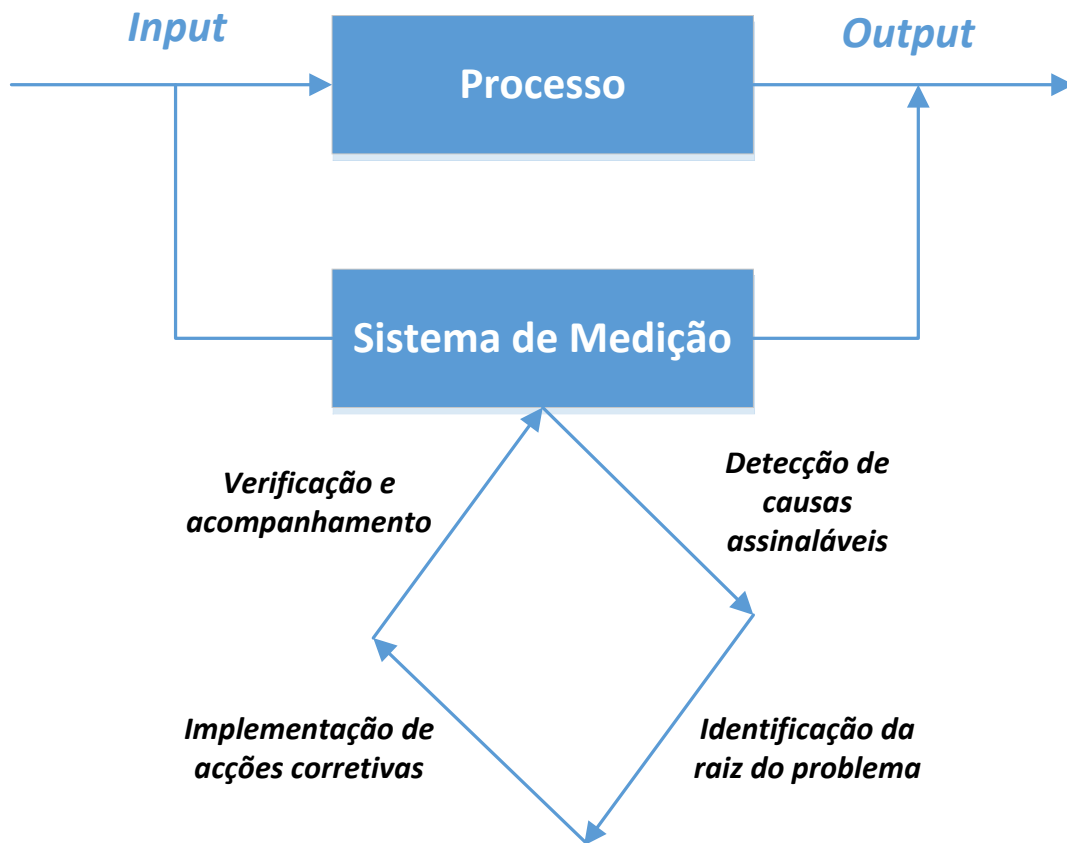 Input
Output
Processo
Sistema de Medição
Verificação e
acompanhamento
Detecção de
causas
assinaláveis
Implementação de
acções corretivas
Identificação da
raiz do problema